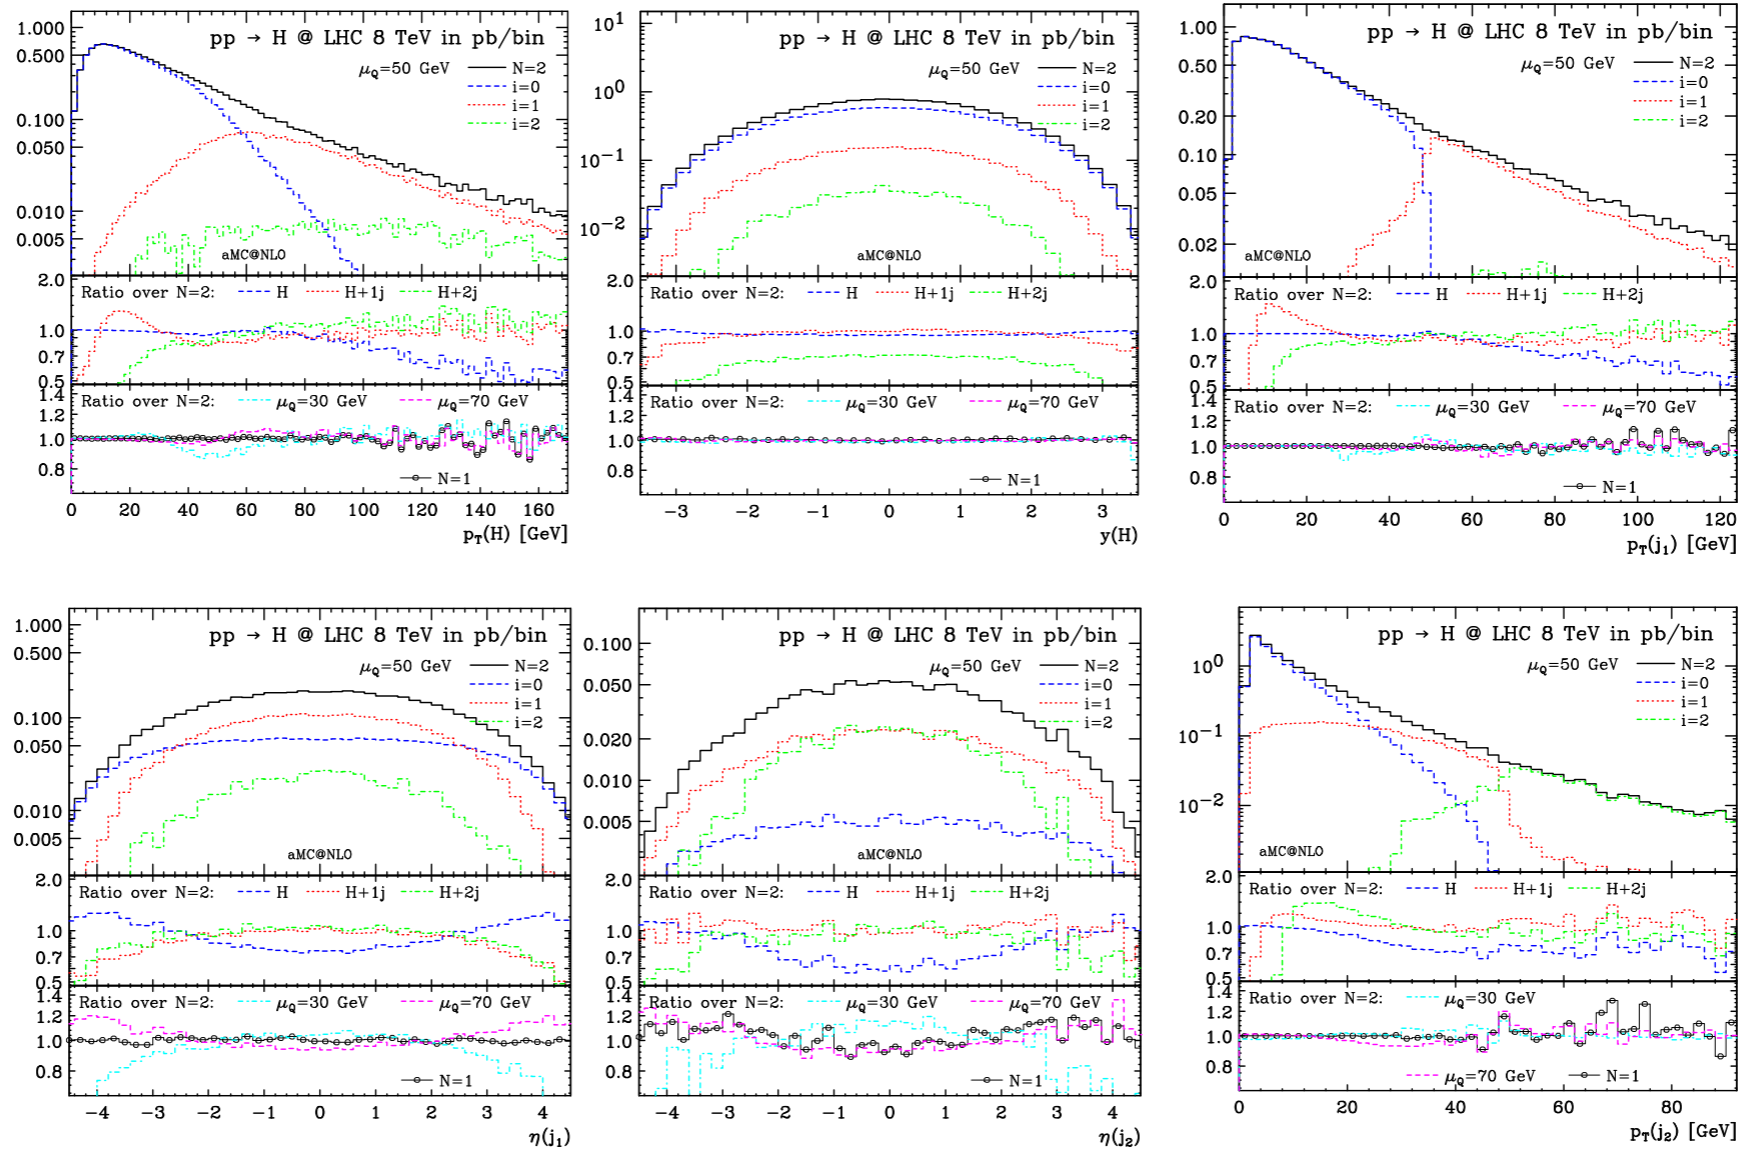 pp → H @ LHC 8 TeV in pb/bin
μQ=50 GeV
N=2
i=0
i=1
i=2
aMC@NLO
1.000
0.500
0.100
0.050
0.010
0.005
Ratio over N=2: H H+1j H+2j
2.0
1.0
0.7
0.5
Ratio over N=2: μQ=30 GeV μQ=70 GeV
N=1
1.4
1.2
1.0
0.8
0 20 40 60 80 100 120 140 160
pT(H) [GeV]
pp → H @ LHC 8 TeV in pb/bin
μQ=50 GeV
N=2
i=0
i=1
i=2
aMC@NLO
10¹
10⁰
10⁻¹
10⁻²
Ratio over N=2: H H+1j H+2j
2.0
1.0
0.7
0.5
Ratio over N=2: μQ=30 GeV μQ=70 GeV
N=1
1.4
1.2
1.0
0.8
−3 −2 −1 0 1 2 3
y(H)
pp → H @ LHC 8 TeV in pb/bin
μQ=50 GeV
N=2
i=0
i=1
i=2
aMC@NLO
1.00
0.50
0.20
0.10
0.05
0.02
Ratio over N=2: H H+1j H+2j
2.0
1.0
0.7
0.5
Ratio over N=2: μQ=30 GeV μQ=70 GeV
N=1
1.4
1.2
1.0
0.8
0 20 40 60 80 100 120
pT(j1) [GeV]
pp → H @ LHC 8 TeV in pb/bin
μQ=50 GeV
N=2
i=0
i=1
i=2
aMC@NLO
1.000
0.500
0.100
0.050
0.010
0.005
Ratio over N=2: H H+1j H+2j
2.0
1.0
0.7
0.5
Ratio over N=2: μQ=30 GeV μQ=70 GeV
N=1
1.4
1.2
1.0
0.8
−4 −3 −2 −1 0 1 2 3 4
η(j1)
pp → H @ LHC 8 TeV in pb/bin
μQ=50 GeV
N=2
i=0
i=1
i=2
aMC@NLO
0.100
0.050
0.020
0.010
0.005
Ratio over N=2: H H+1j H+2j
2.0
1.0
0.7
0.5
Ratio over N=2: μQ=30 GeV μQ=70 GeV
N=1
1.4
1.2
1.0
0.8
−4 −3 −2 −1 0 1 2 3 4
η(j2)
pp → H @ LHC 8 TeV in pb/bin
μQ=50 GeV
N=2
i=0
i=1
i=2
aMC@NLO
10⁰
10⁻¹
10⁻²
Ratio over N=2: H H+1j H+2j
2.0
1.0
0.7
0.5
Ratio over N=2: μQ=30 GeV
μQ=70 GeV N=1
1.4
1.2
1.0
0.8
0 20 40 60 80
pT(j2) [GeV]